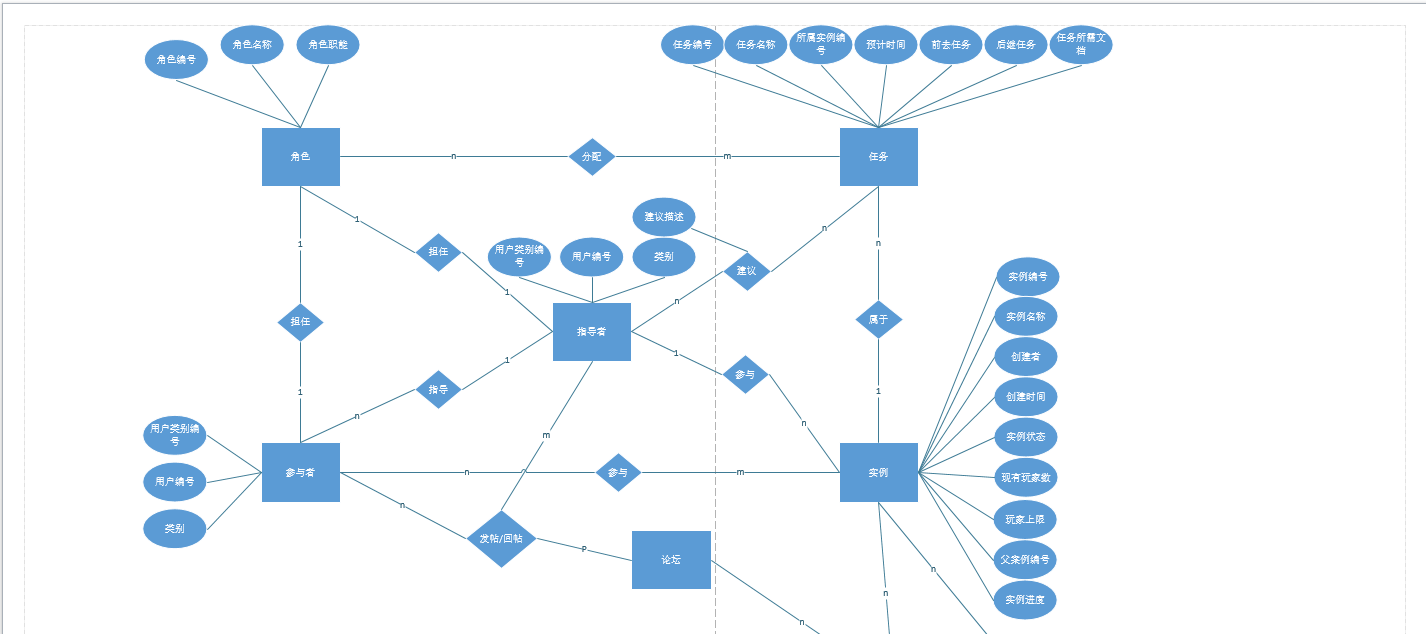 角色编号
角色名称
角色职能
任务编号
任务名称
所属实例编
号
预计时间
前去任务
后继任务
任务所需文
档
角色
n
分配
m
任务
1
担任
1
1
担任
1
用户类别编
号
用户编号
建议描述
类别
建议
n
n
指导者
n
属于
1
实例编号
实例名称
创建者
创建时间
实例状态
现有玩家数
玩家上限
父案例编号
实例进度
1
指导
n
1
参与
n
m
用户类别编
号
用户编号
类别
参与者
n
参与
m
实例
n
发帖/回帖
P
论坛
n
n
n